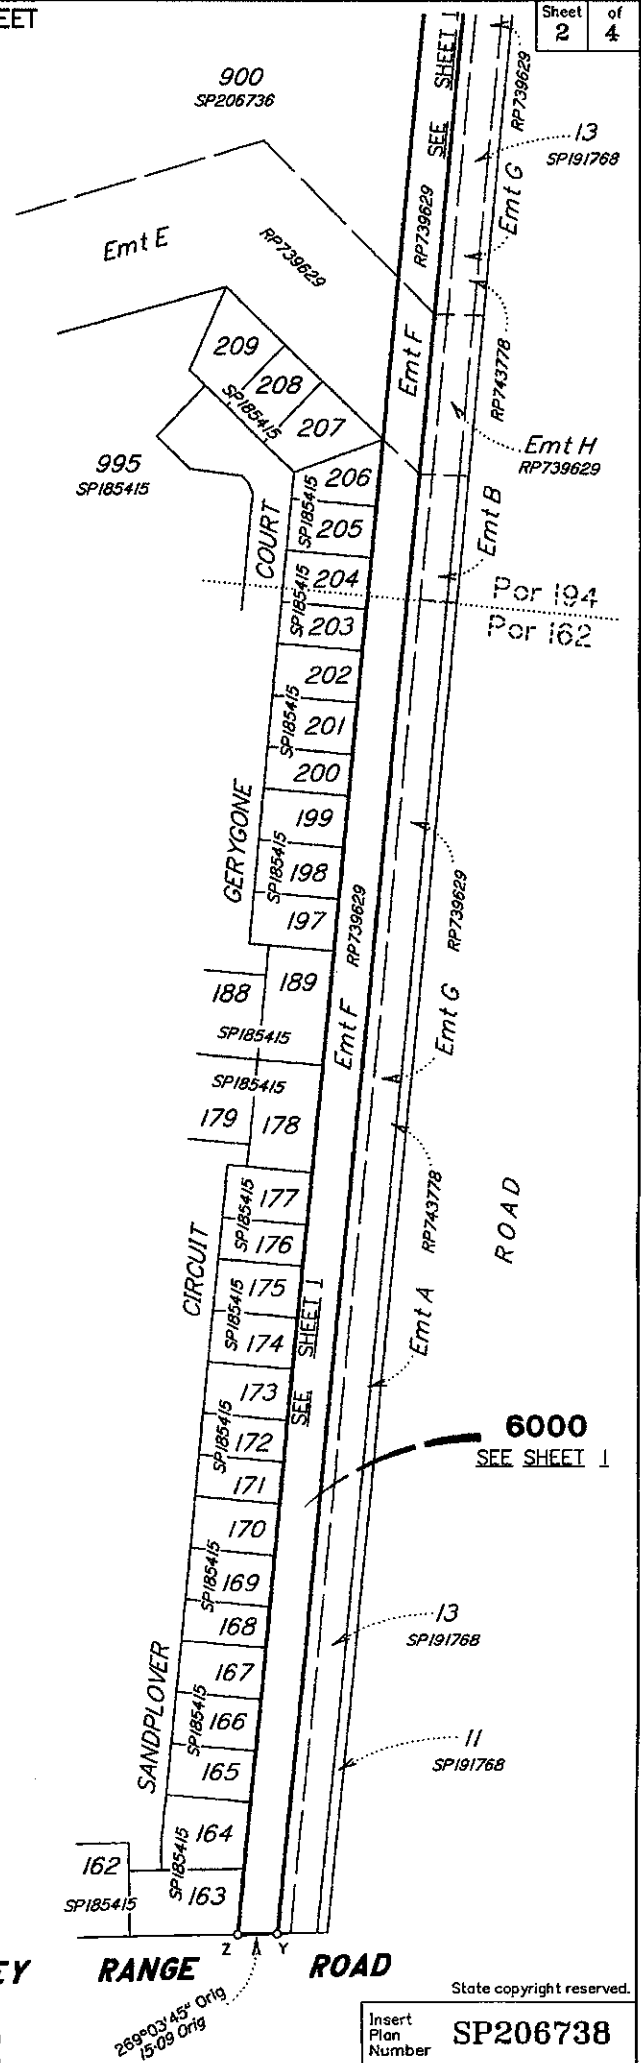 EET
Sheet
2
of
4
900
SP206736
SEE SHEET 1
RP739629
13
SP191768
Emt G
RP739629
Emt E
RP739629
Emt F
RP743778
209
208
SP185415
207
Emt H
RP739629
995
SP185415
206
SP185415
205
COURT
Emt B
204
SP185415
203
Por 194
Por 162
202
SP185415
201
200
GERYGONE
199
SP185415
198
197
RP739629
RP739629
188
189
SP185415
Emt F
Emt G
SP185415
179
178
RP743778
ROAD
SP185415
177
176
CIRCUIT
175
SP185415
174
SEE SHEET 1
Emt A
173
SP185415
172
171
6000
SEE SHEET 1
170
SP185415
169
168
13
SP191768
167
SANDPLOVER
SP185415
166
165
11
SP191768
164
SP185415
162
SP185415
163
Z
Y
EY RANGE ROAD
269°03'45" Orig
15·09 Orig
State copyright reserved.
Insert
Plan
Number
SP206738